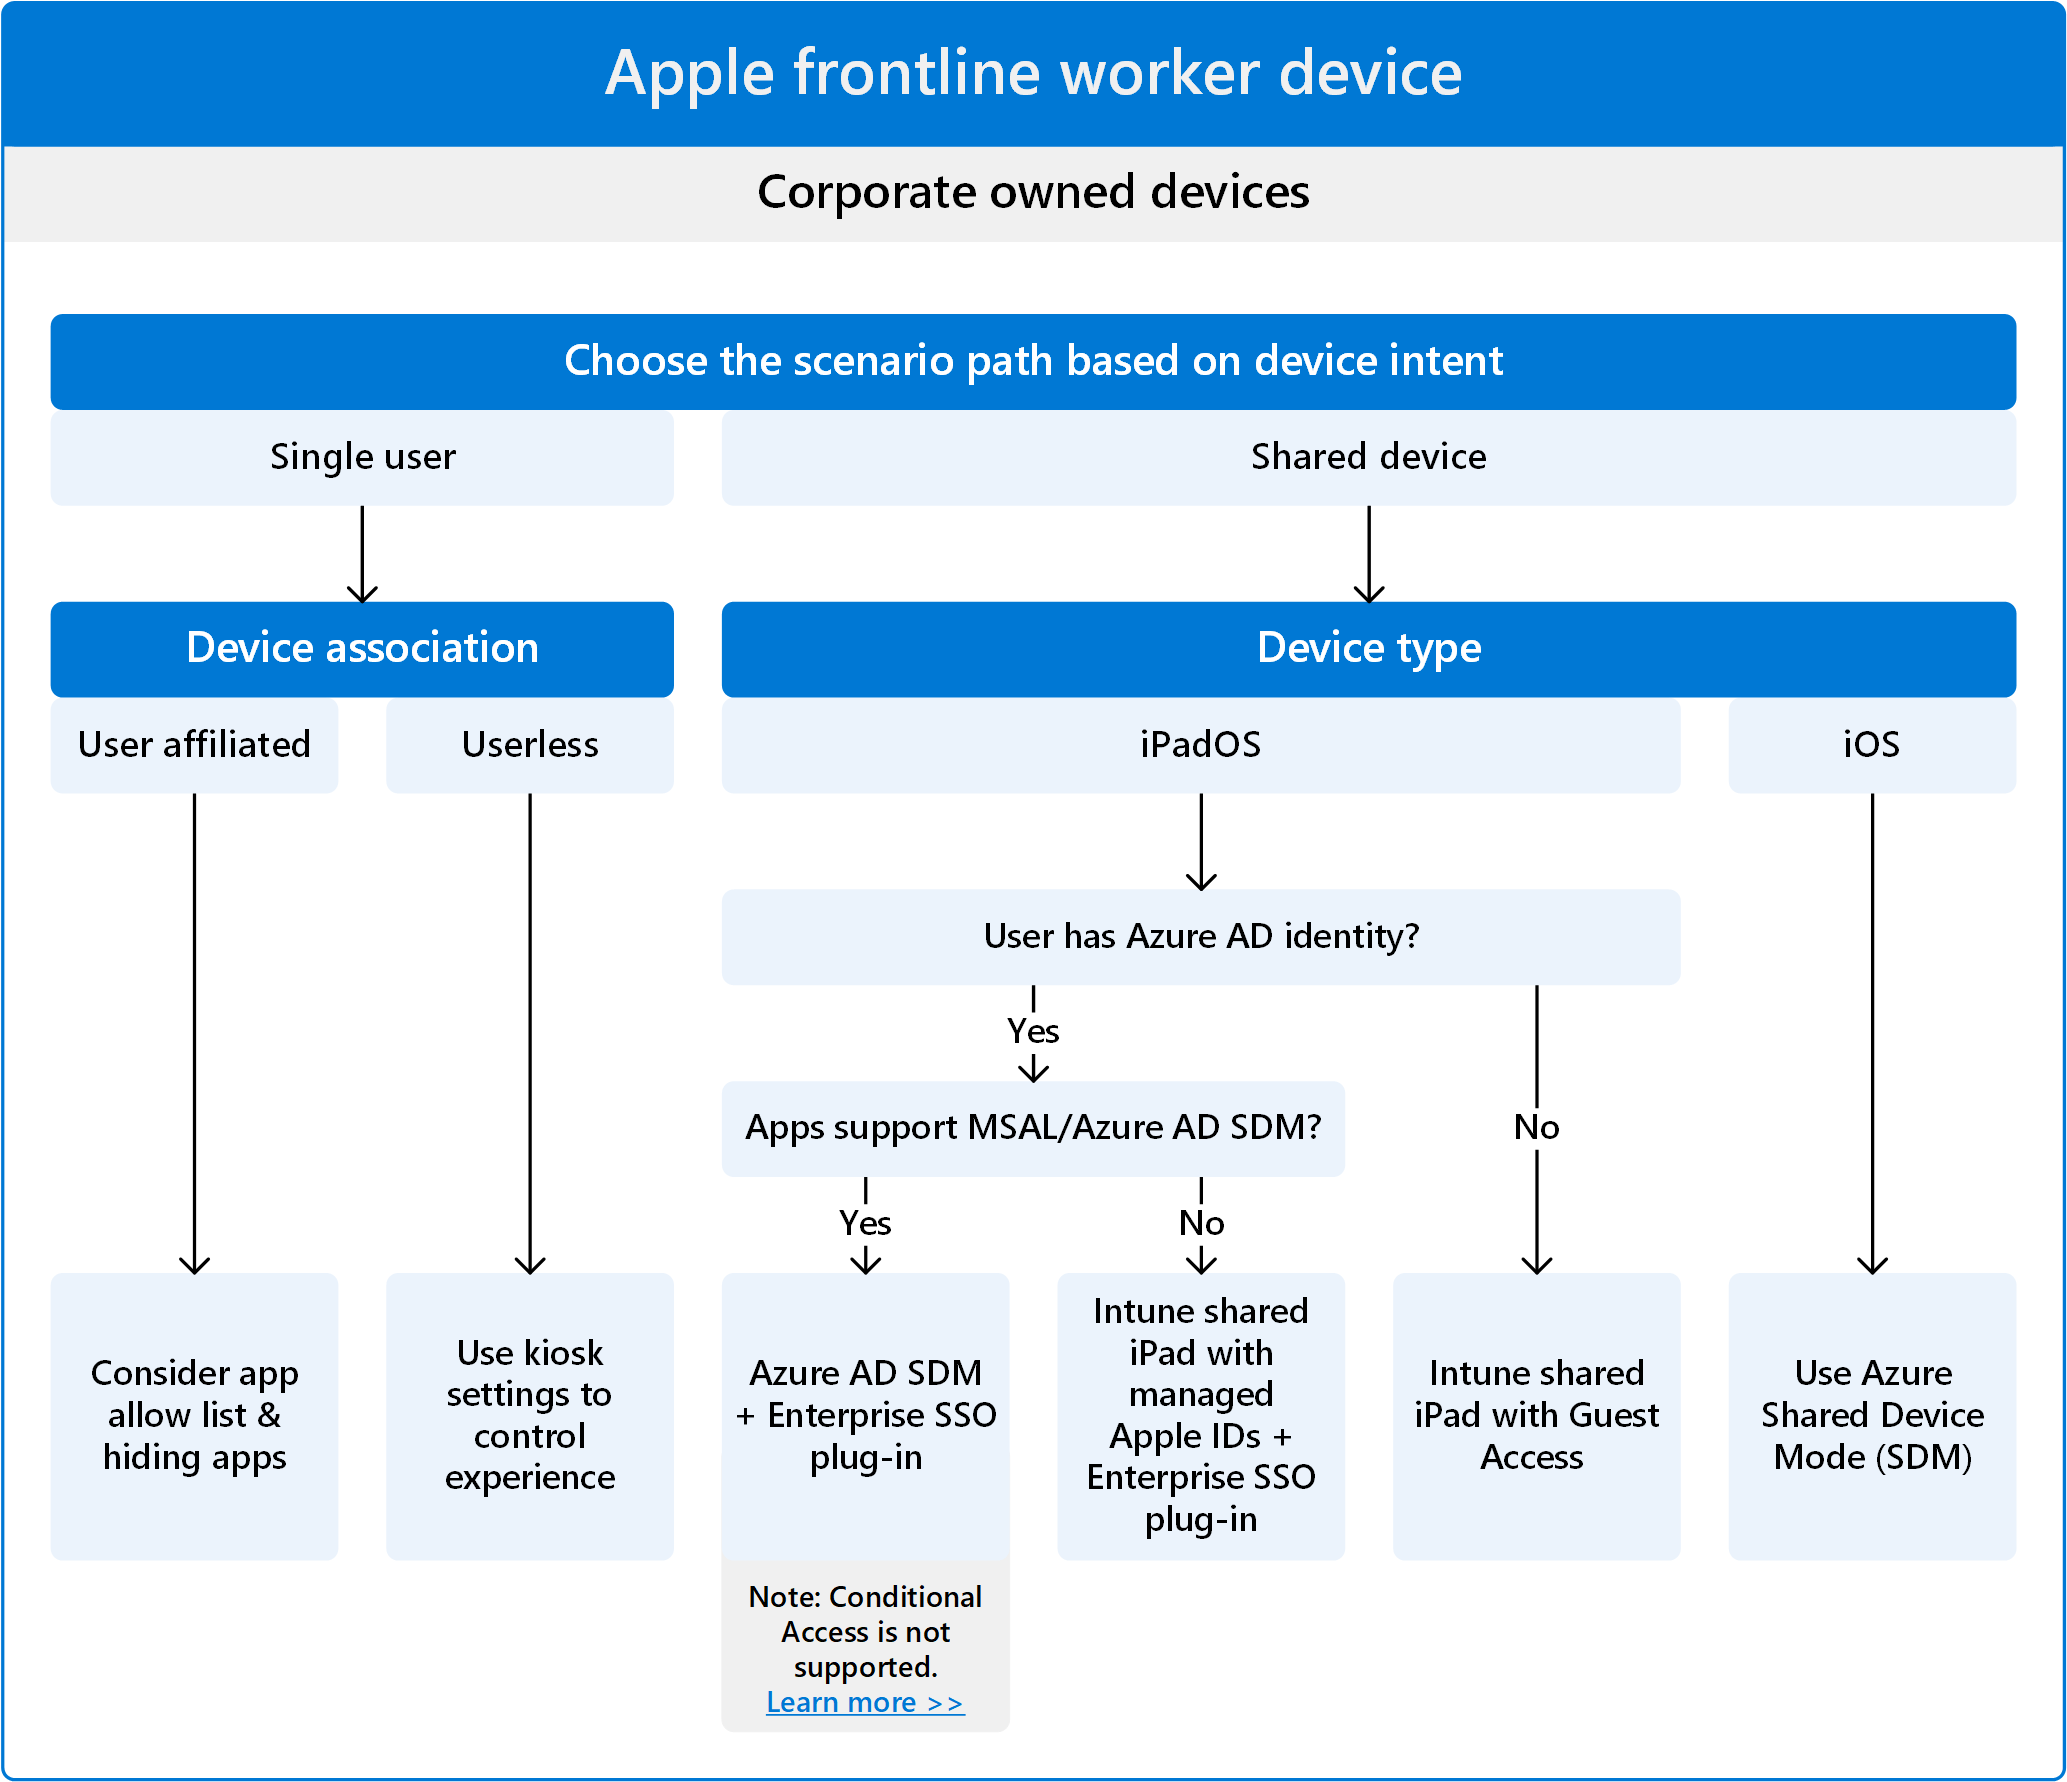 Apple frontline worker device
Corporate owned devices
Choose the scenario path based on device intent
Single user
Shared device
Device association
Device type
User affiliated
Userless
iPadOS
iOS
User has Azure AD identity?
Yes
No
Apps support MSAL/Azure AD SDM?
Yes
No
Consider app
allow list &
hiding apps
Use kiosk
settings to
control
experience
Azure AD SDM
+ Enterprise SSO
plug-in
Note: Conditional
Access is not
supported.
Learn more >>
Intune shared
iPad with
managed
Apple IDs +
Enterprise SSO
plug-in
Intune shared
iPad with Guest
Access
Use Azure
Shared Device
Mode (SDM)